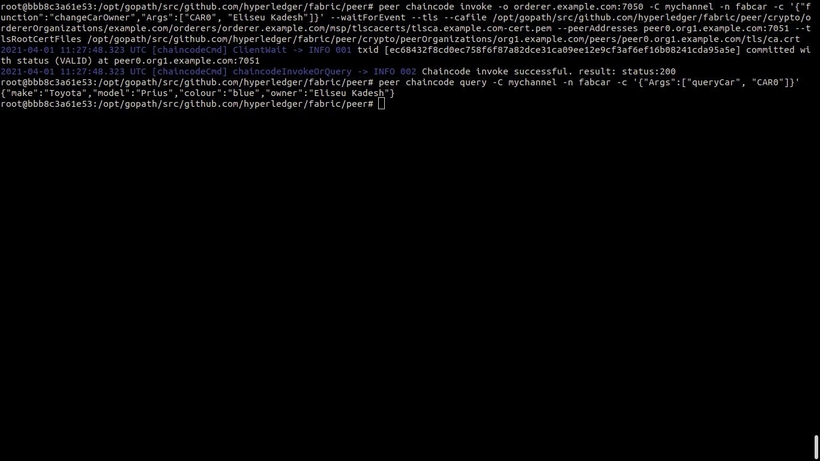 root@bbb8c3a61e53:/opt/gopath/src/github.com/hyperledger/fabric/peer# peer chaincode invoke -o orderer.example.com:7050 -C mychannel -n fabcar -c '{"f
unction":"changeCarOwner","Args":["CAR0", "Eliseu Kadesh"]}' --waitForEvent --tls --cafile /opt/gopath/src/github.com/hyperledger/fabric/peer/crypto/o
rdererOrganizations/example.com/orderers/orderer.example.com/msp/tlscacerts/tlsca.example.com-cert.pem --peerAddresses peer0.org1.example.com:7051 --t
lsRootCertFiles /opt/gopath/src/github.com/hyperledger/fabric/peer/crypto/peerOrganizations/org1.example.com/peers/peer0.org1.example.com/tls/ca.crt
2021-04-01 11:27:48.323 UTC [chaincodeCmd] ClientWait -> INFO 001 txid [ec68432f8cd0ec758f6f87a82dce31ca09ee12e9cf3af6ef16b08241cda95a5e] committed wi
th status (VALID) at peer0.org1.example.com:7051
2021-04-01 11:27:48.323 UTC [chaincodeCmd] chaincodeInvokeOrQuery -> INFO 002 Chaincode invoke successful. result: status:200
root@bbb8c3a61e53:/opt/gopath/src/github.com/hyperledger/fabric/peer# peer chaincode query -C mychannel -n fabcar -c '{"Args":["queryCar", "CAR0"]}'
{"make":"Toyota","model":"Prius","colour":"blue","owner":"Eliseu Kadesh"}
root@bbb8c3a61e53:/opt/gopath/src/github.com/hyperledger/fabric/peer#